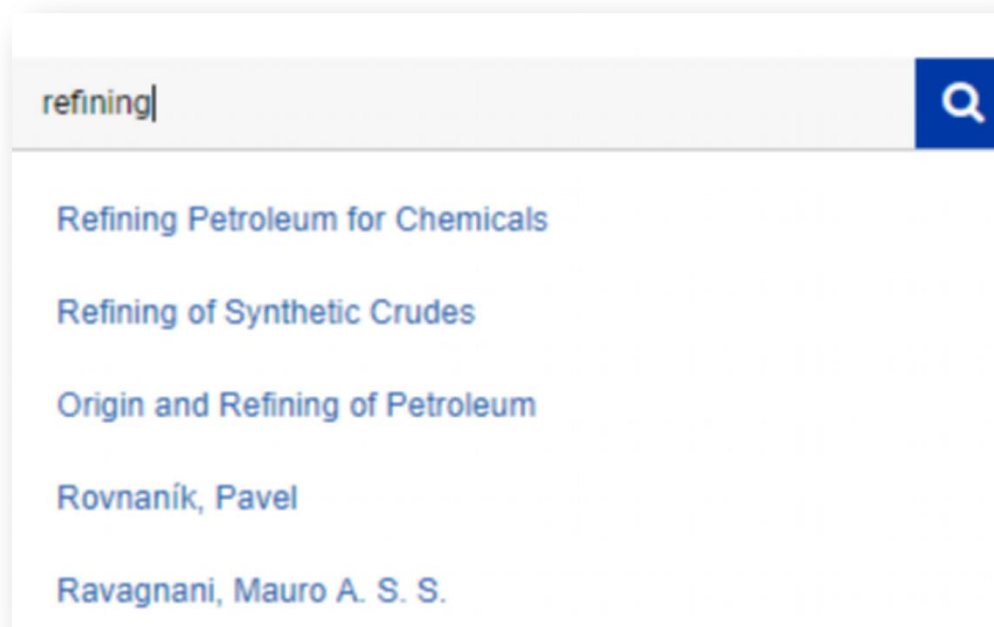 refining
Refining Petroleum for Chemicals
Refining of Synthetic Crudes
Origin and Refining of Petroleum
Rovnaník, Pavel
Ravagnani, Mauro A. S. S.